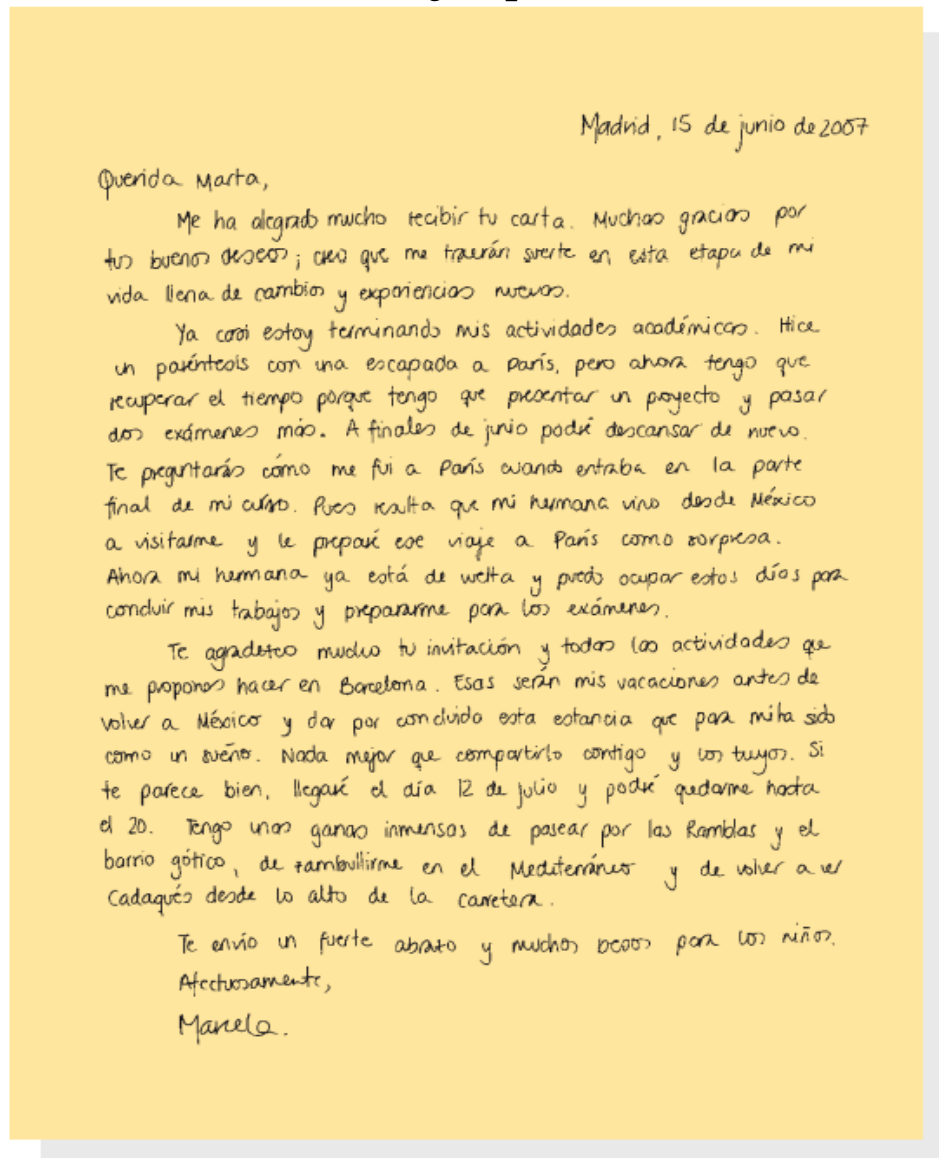 Madrid, 15 de junio de 2007
Querida Marta,
Me ha alegrado mucho recibir tu carta. Muchas gracias por
tus buenos deseos; creo que me traerán suerte en esta etapa de mi
vida llena de cambios y experiencias nuevas.
Ya casi estoy terminando mis actividades académicas. Hice
un paréntesis con una escapada a París, pero ahora tengo que
recuperar el tiempo porque tengo que presentar un proyecto y pasar
dos exámenes más. A finales de junio podré descansar de nuevo.
Te preguntarás cómo me fui a París cuando entraba en la parte
final de mi curso. Pues resulta que mi hermana vino desde México
a visitarme y le preparé ese viaje a París como sorpresa.
Ahora mi hermana ya está de vuelta y puedo ocupar estos días para
concluir mis trabajos y prepararme para los exámenes.
Te agradezco mucho tu invitación y todas las actividades que
me propones hacer en Barcelona. Esas serán mis vacaciones antes de
volver a México y dar por concluida esta estancia que para mí ha sido
como un sueño. Nada mejor que compartirlo contigo y los tuyos. Si
te parece bien, llegaré el día 12 de julio y podré quedarme hasta
el 20. Tengo unas ganas inmensas de pasear por las Ramblas y el
barrio gótico, de zambullirme en el Mediterráneo y de volver a ver
Cadaqués desde lo alto de la carretera.
Te envío un fuerte abrazo y muchos besos para los niños.
Afectuosamente,
Marcela.